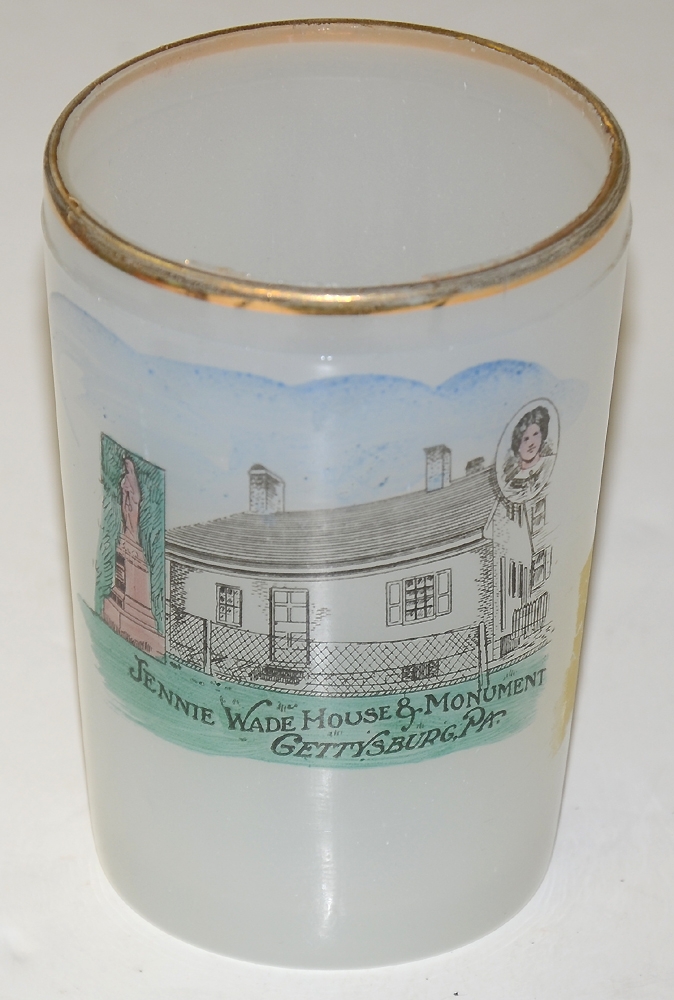 Jennie Wade House & Monument
Gettysburg, Pa.